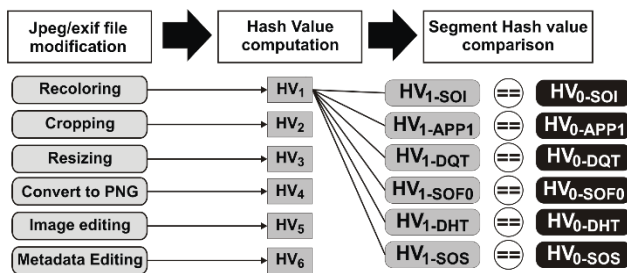 Jpeg/exif file
modification
Hash Value
computation
Segment Hash value
comparison
Recoloring
HV1
HV1-SOI
==
HV0-SOI
Cropping
HV2
HV1-APP1
==
HV0-APP1
Resizing
HV3
HV1-DQT
==
HV0-DQT
Convert to PNG
HV4
HV1-SOF0
==
HV0-SOF0
Image editing
HV5
HV1-DHT
==
HV0-DHT
Metadata Editing
HV6
HV1-SOS
==
HV0-SOS